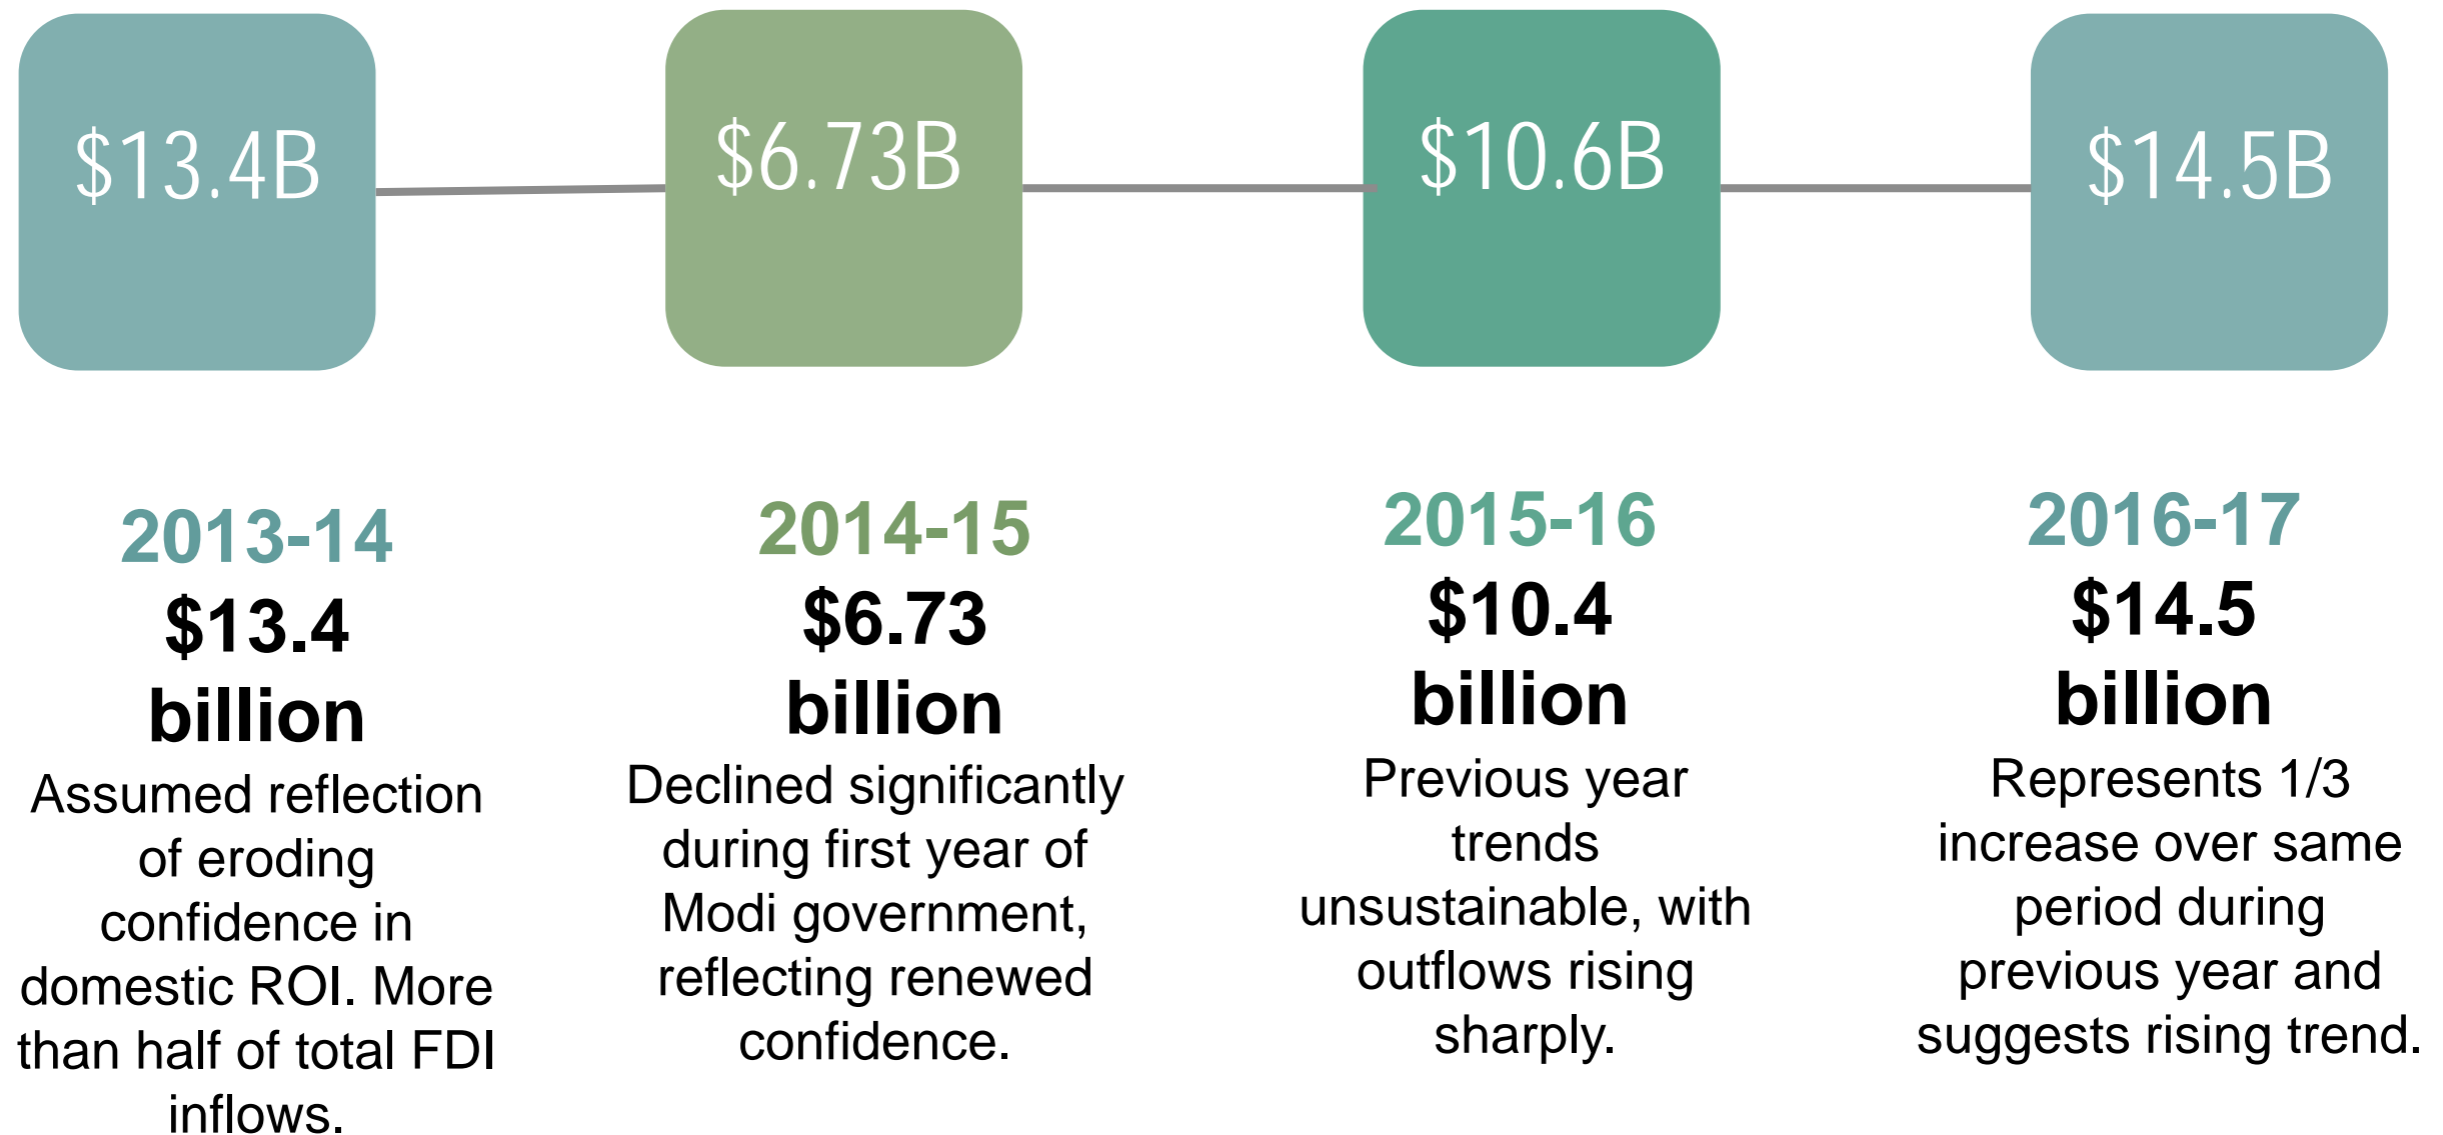 $13.4B
$6.73B
$10.6B
$14.5B
2013-14
$13.4
billion
Assumed reflection
of eroding
confidence in
domestic ROI. More
than half of total FDI
inflows.
2014-15
$6.73
billion
Declined significantly
during first year of
Modi government,
reflecting renewed
confidence.
2015-16
$10.4
billion
Previous year
trends
unsustainable, with
outflows rising
sharply.
2016-17
$14.5
billion
Represents 1/3
increase over same
period during
previous year and
suggests rising trend.